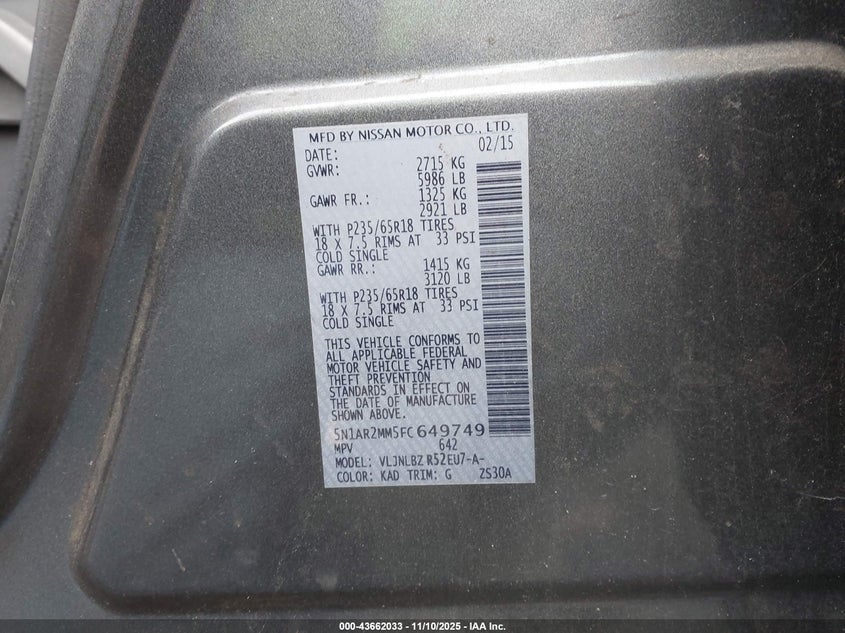 MFD BY NISSAN MOTOR CO., LTD.
DATE: 02/15
GVWR: 2715 KG
5986 LB
GAWR FR.: 1325 KG
2921 LB
WITH P235/65R18 TIRES
18 X 7.5 RIMS AT 33 PSI
COLD SINGLE
GAWR RR.: 1415 KG
3120 LB
WITH P235/65R18 TIRES
18 X 7.5 RIMS AT 33 PSI
COLD SINGLE
THIS VEHICLE CONFORMS TO
ALL APPLICABLE FEDERAL
MOTOR VEHICLE SAFETY AND
THEFT PREVENTION
STANDARDS IN EFFECT ON
THE DATE OF MANUFACTURE
SHOWN ABOVE.
5N1AR2MM5FC649749
MPV 642
MODEL: VLJNLBZ R52EU7-A-
COLOR: KAD TRIM: G ZS30A
000-43662033 - 11/10/2025 - IAA Inc.